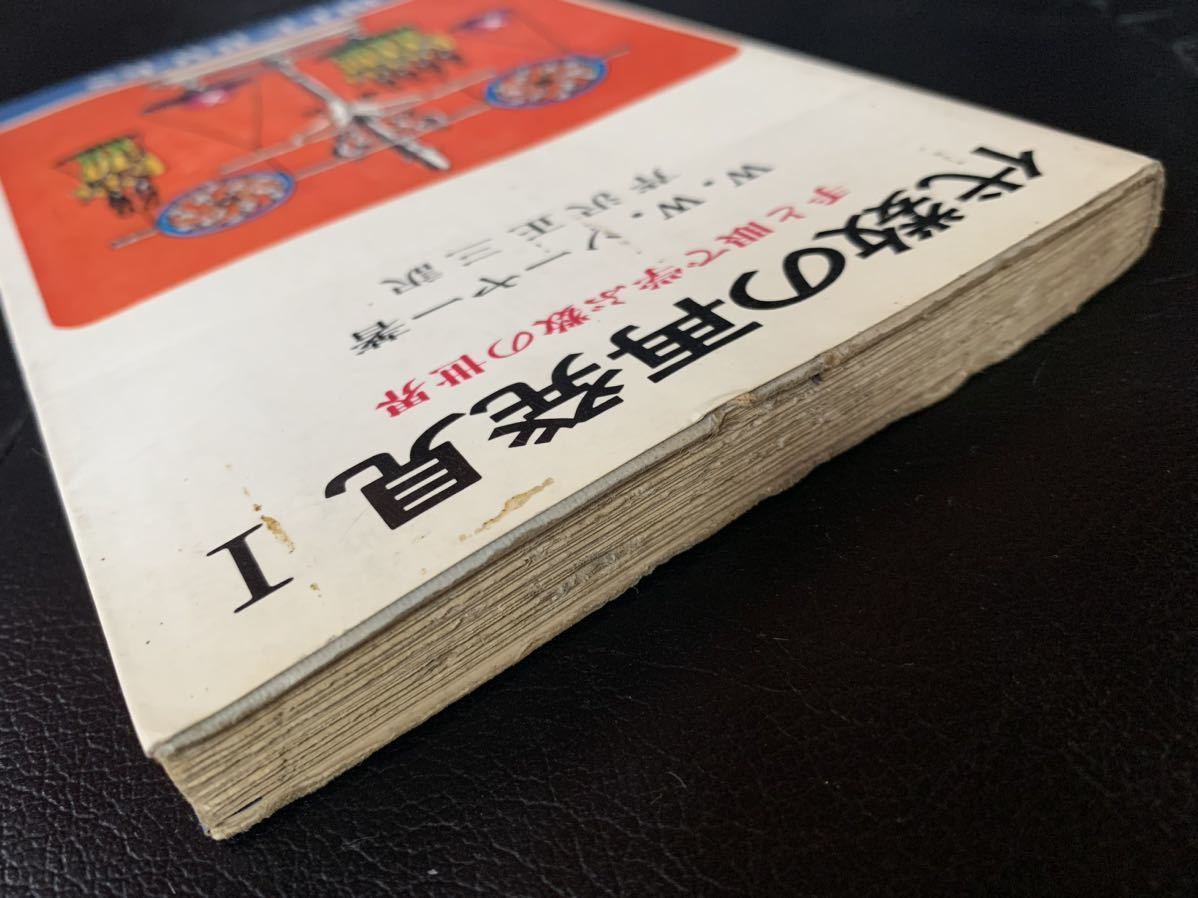 代数の再発見 1
手と眼で学ぶ数の世界
W・W・ソーヤー著
芹沢正三訳